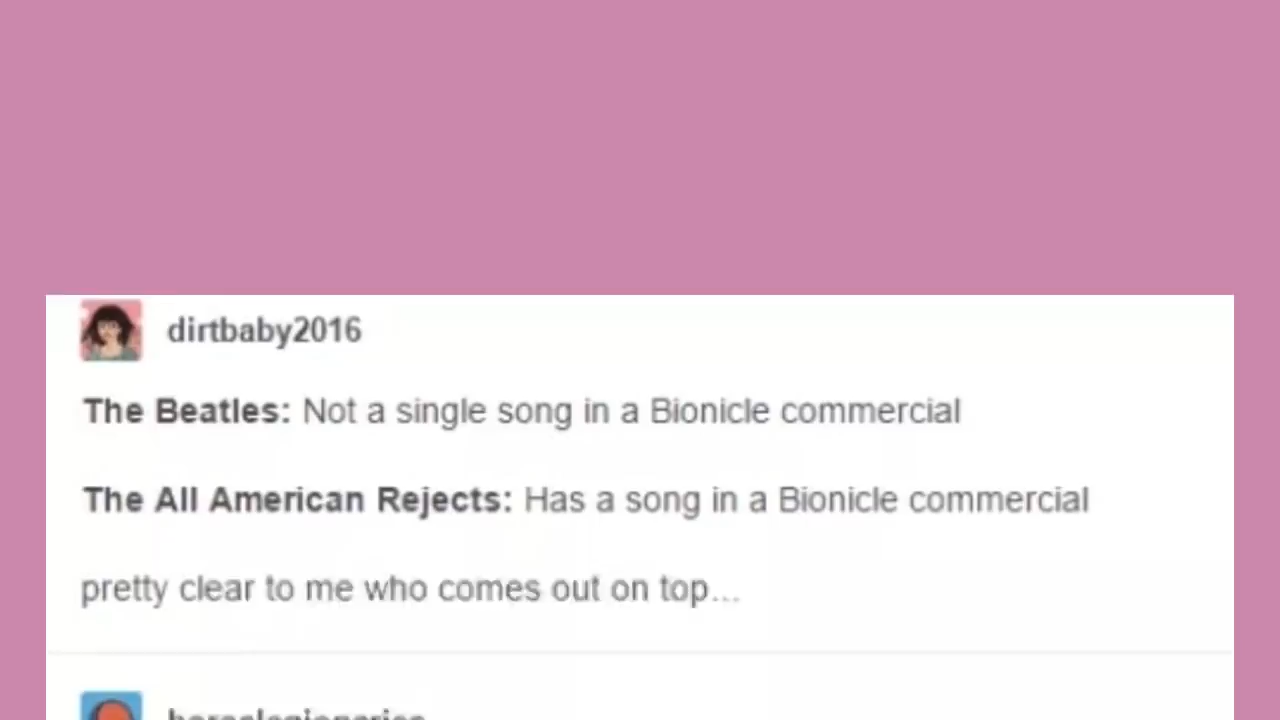 dirtbaby2016
The Beatles: Not a single song in a Bionicle commercial
The All American Rejects: Has a song in a Bionicle commercial
pretty clear to me who comes out on top...